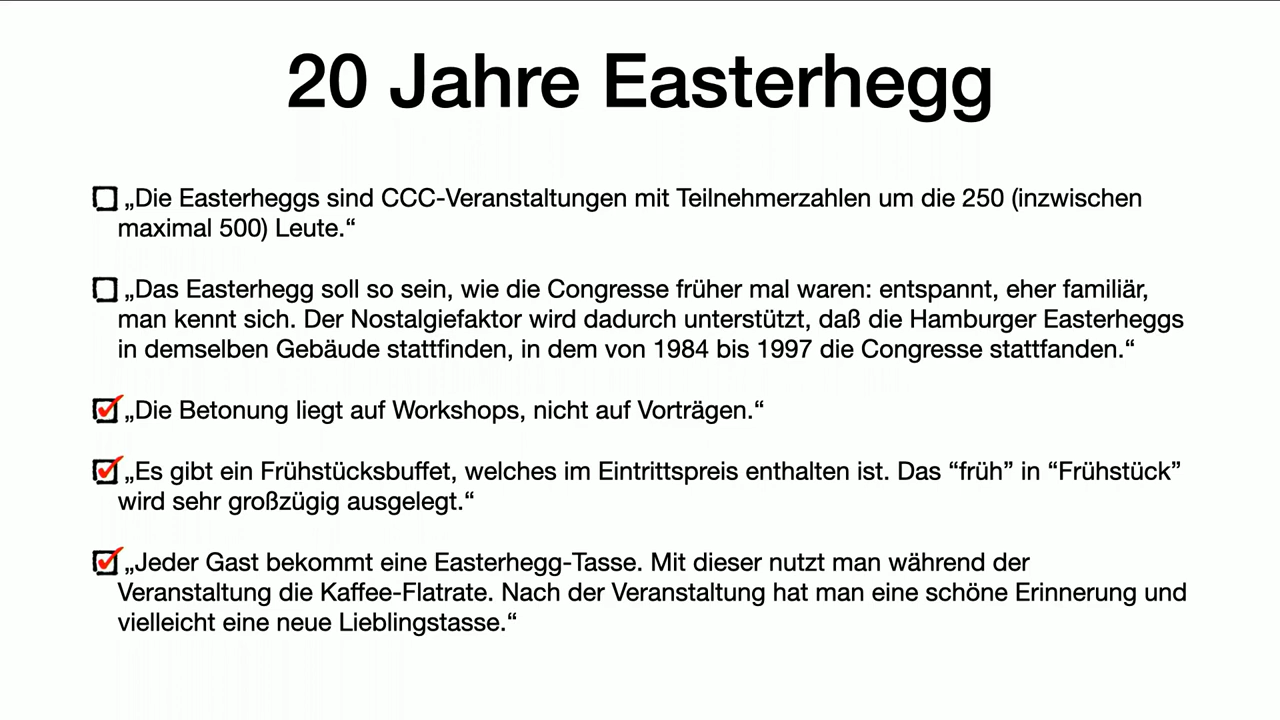 20 Jahre Easterhegg
„Die Easterheggs sind CCC-Veranstaltungen mit Teilnehmerzahlen um die 250 (inzwischen
maximal 500) Leute.“
„Das Easterhegg soll so sein, wie die Congresse früher mal waren: entspannt, eher familiär,
man kennt sich. Der Nostalgiefaktor wird dadurch unterstützt, daß die Hamburger Easterheggs
in demselben Gebäude stattfinden, in dem von 1984 bis 1997 die Congresse stattfanden.“
„Die Betonung liegt auf Workshops, nicht auf Vorträgen.“
„Es gibt ein Frühstücksbuffet, welches im Eintrittspreis enthalten ist. Das “früh” in “Frühstück”
wird sehr großzügig ausgelegt.“
„Jeder Gast bekommt eine Easterhegg-Tasse. Mit dieser nutzt man während der
Veranstaltung die Kaffee-Flatrate. Nach der Veranstaltung hat man eine schöne Erinnerung und
vielleicht eine neue Lieblingstasse.“